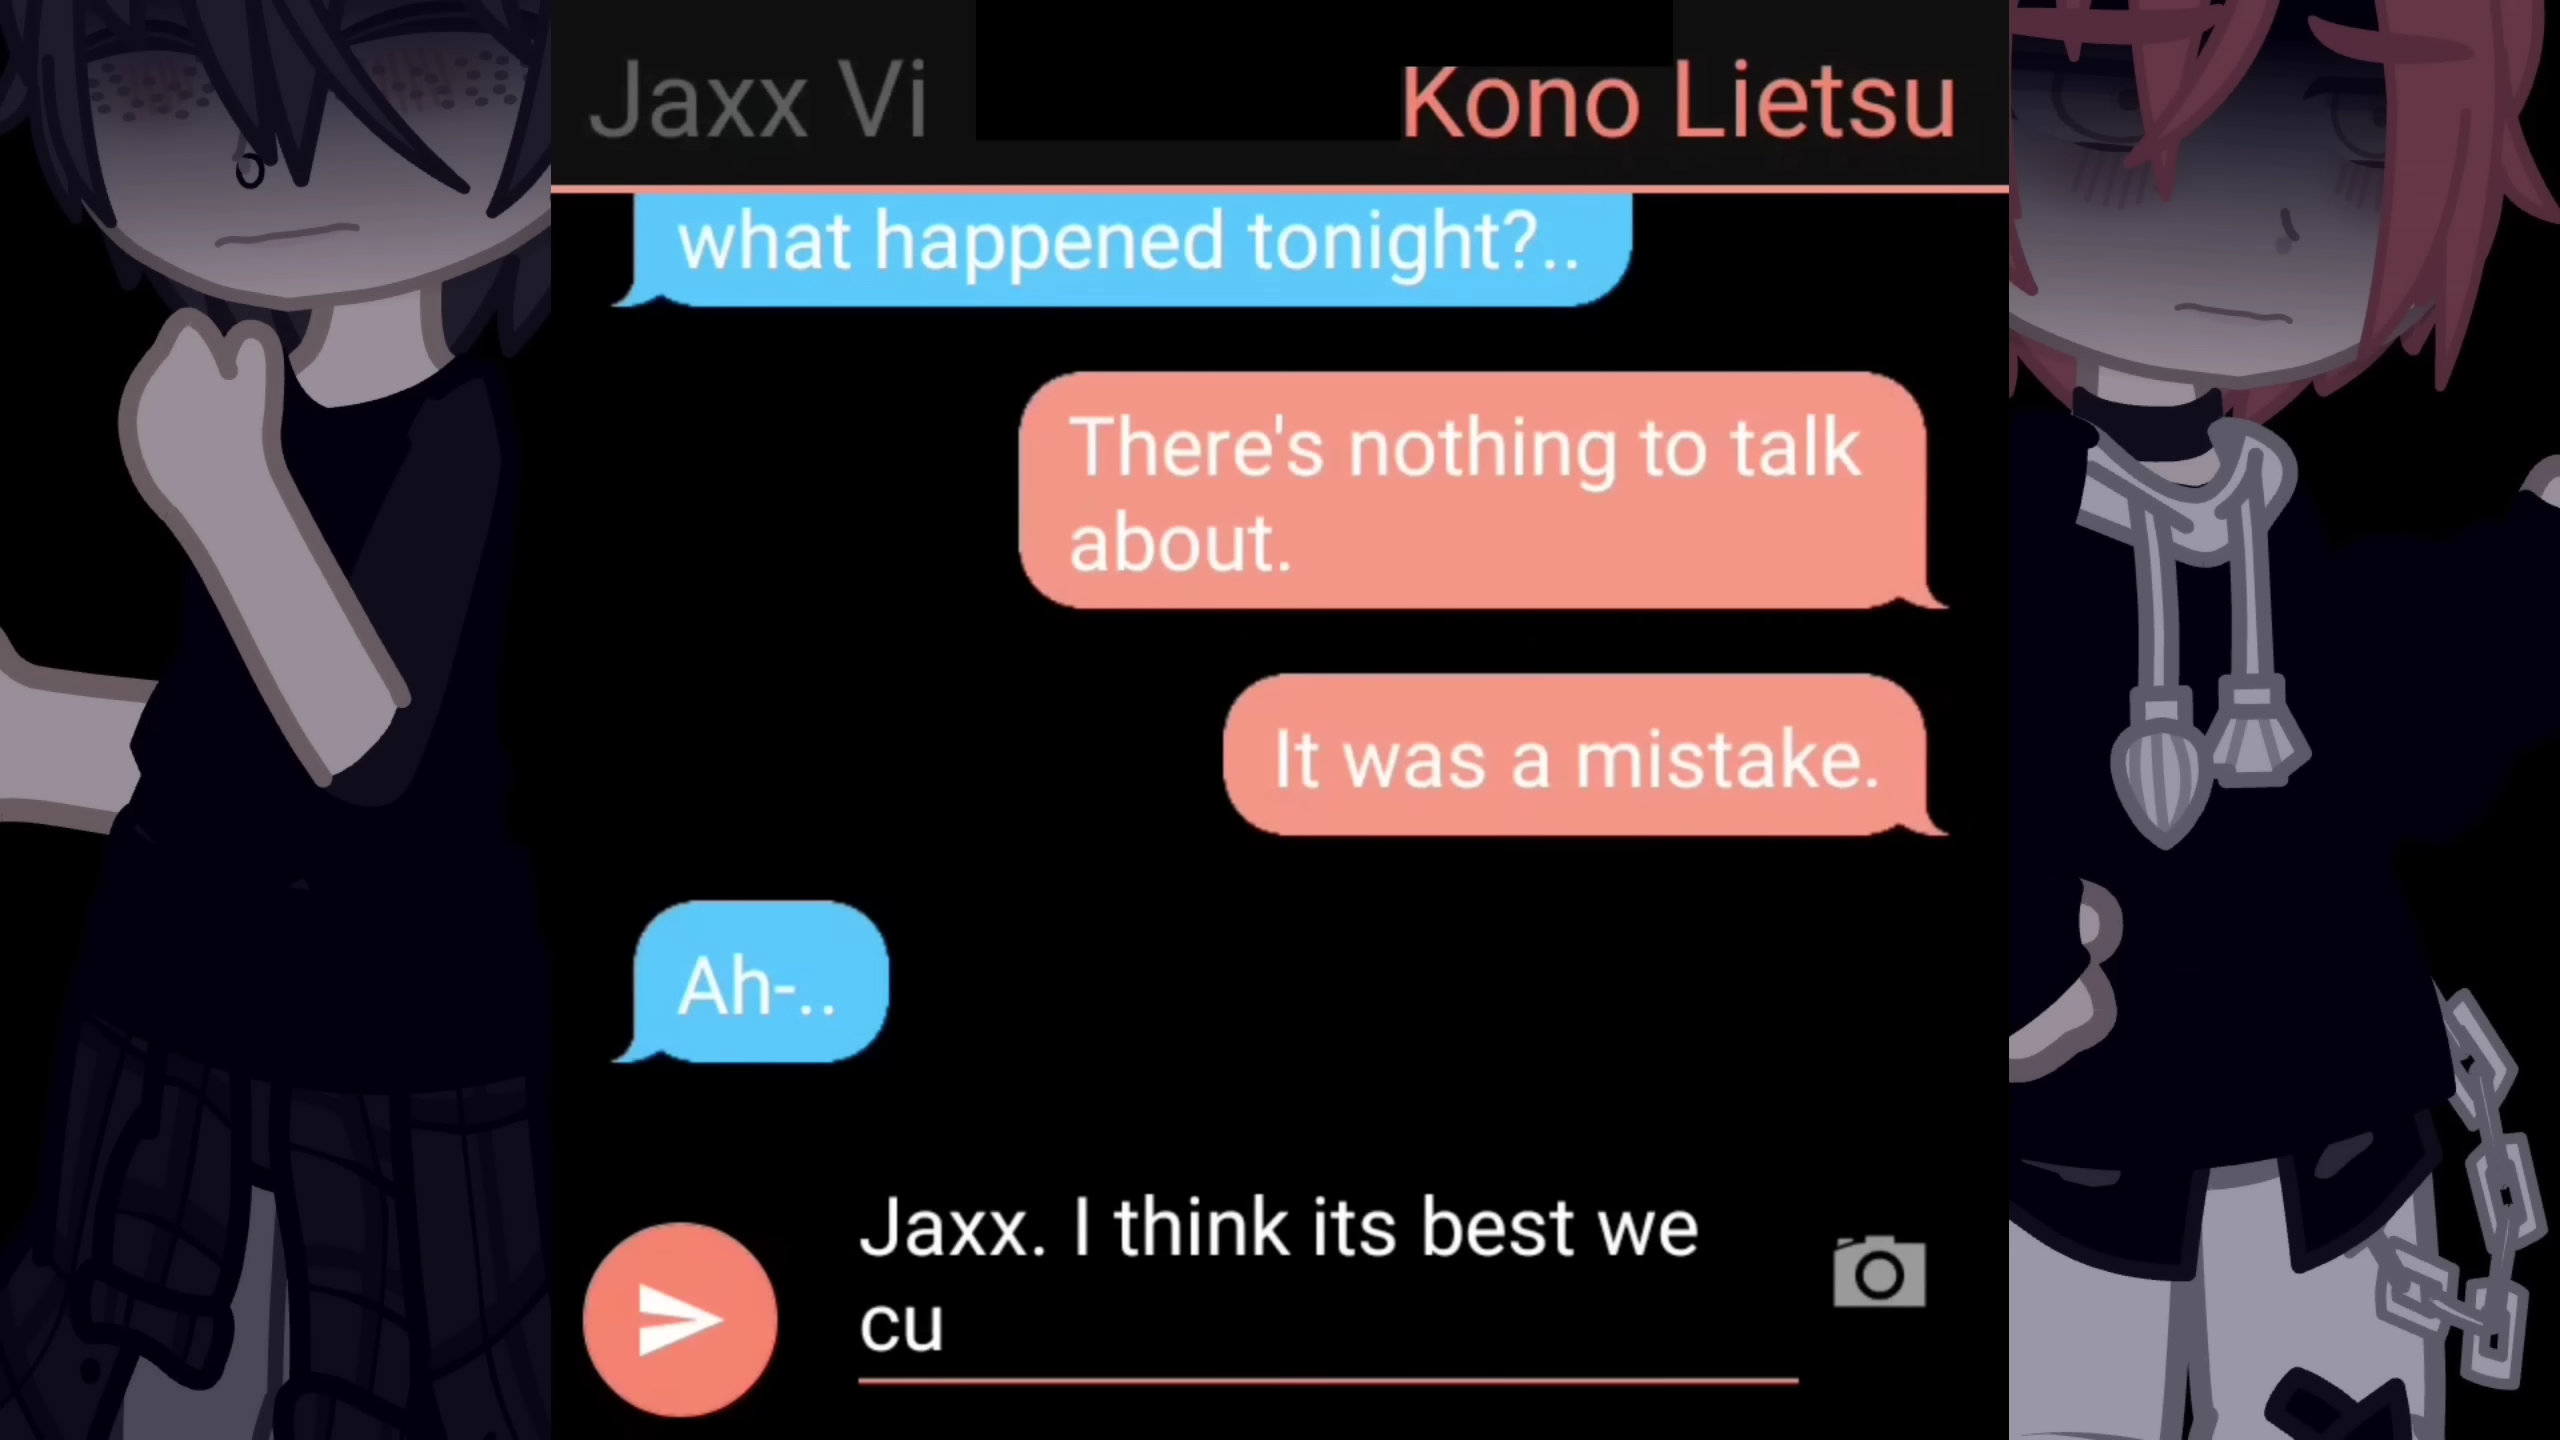 Jaxx Vi Kono Lietsu
what happened tonight?..
There's nothing to talk
about.
It was a mistake.
Ah-..
Jaxx. I think its best we
cu